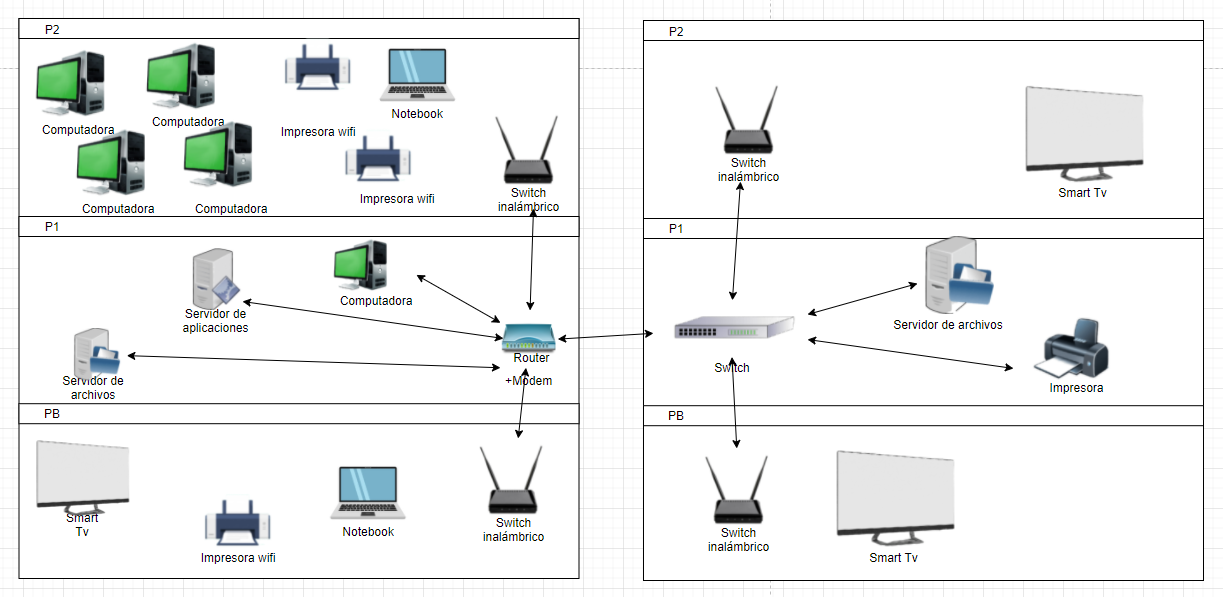 P2
Computadora
Computadora
Impresora wifi
Notebook
Computadora
Computadora
Impresora wifi
Switch
inalámbrico
P1
Servidor de
aplicaciones
Computadora
Servidor de
archivos
Router
+Modem
PB
Smart
Tv
Impresora wifi
Notebook
Switch
inalámbrico
P2
Switch
inalámbrico
Smart Tv
P1
Servidor de archivos
Switch
Impresora
PB
Switch
inalámbrico
Smart Tv